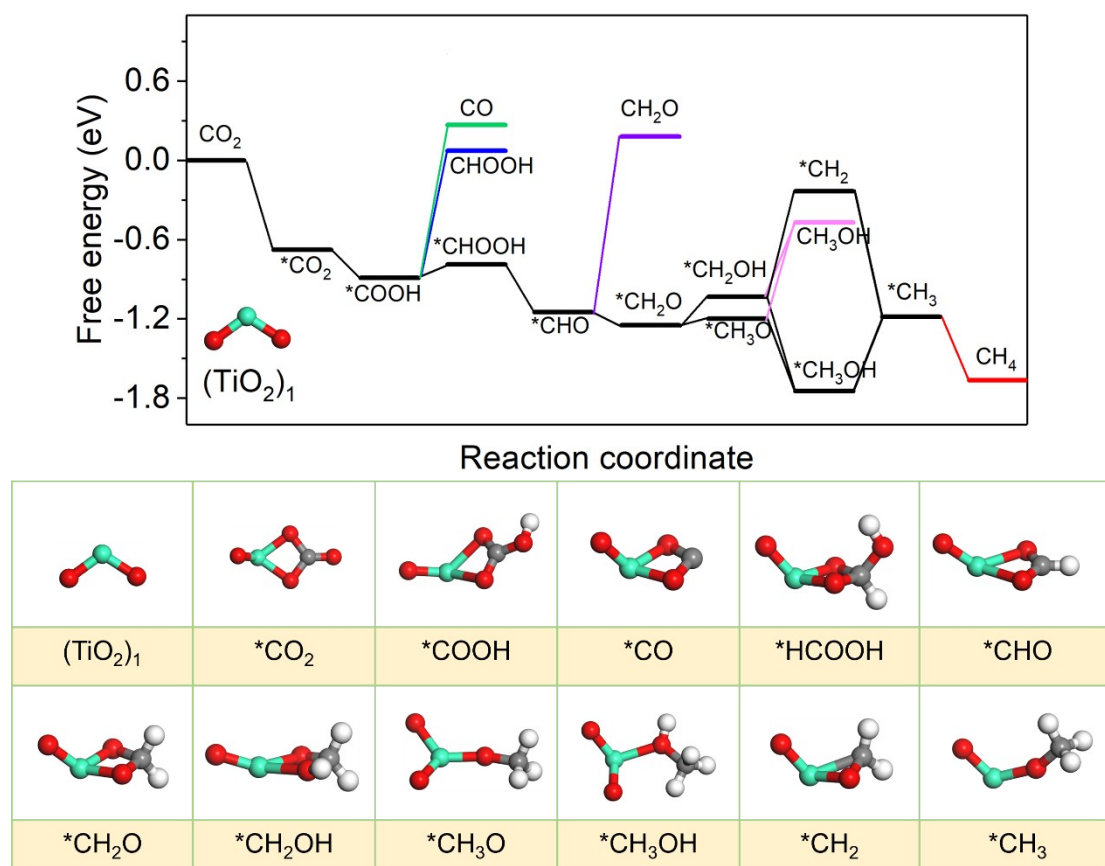 Free energy (eV)
0.6
0.0
-0.6
-1.2
-1.8
CO₂
*CO₂
*COOH
CO
CHOOH
*CHOOH
*CHO
CH₂O
*CH₂O
*CH₂OH
*CH₃O
*CH₂
CH₃OH
*CH₃OH
*CH₃
CH₄
(TiO₂)₁
Reaction coordinate
(TiO₂)₁ *CO₂ *COOH *CO *HCOOH *CHO
*CH₂O *CH₂OH *CH₃O *CH₃OH *CH₂ *CH₃